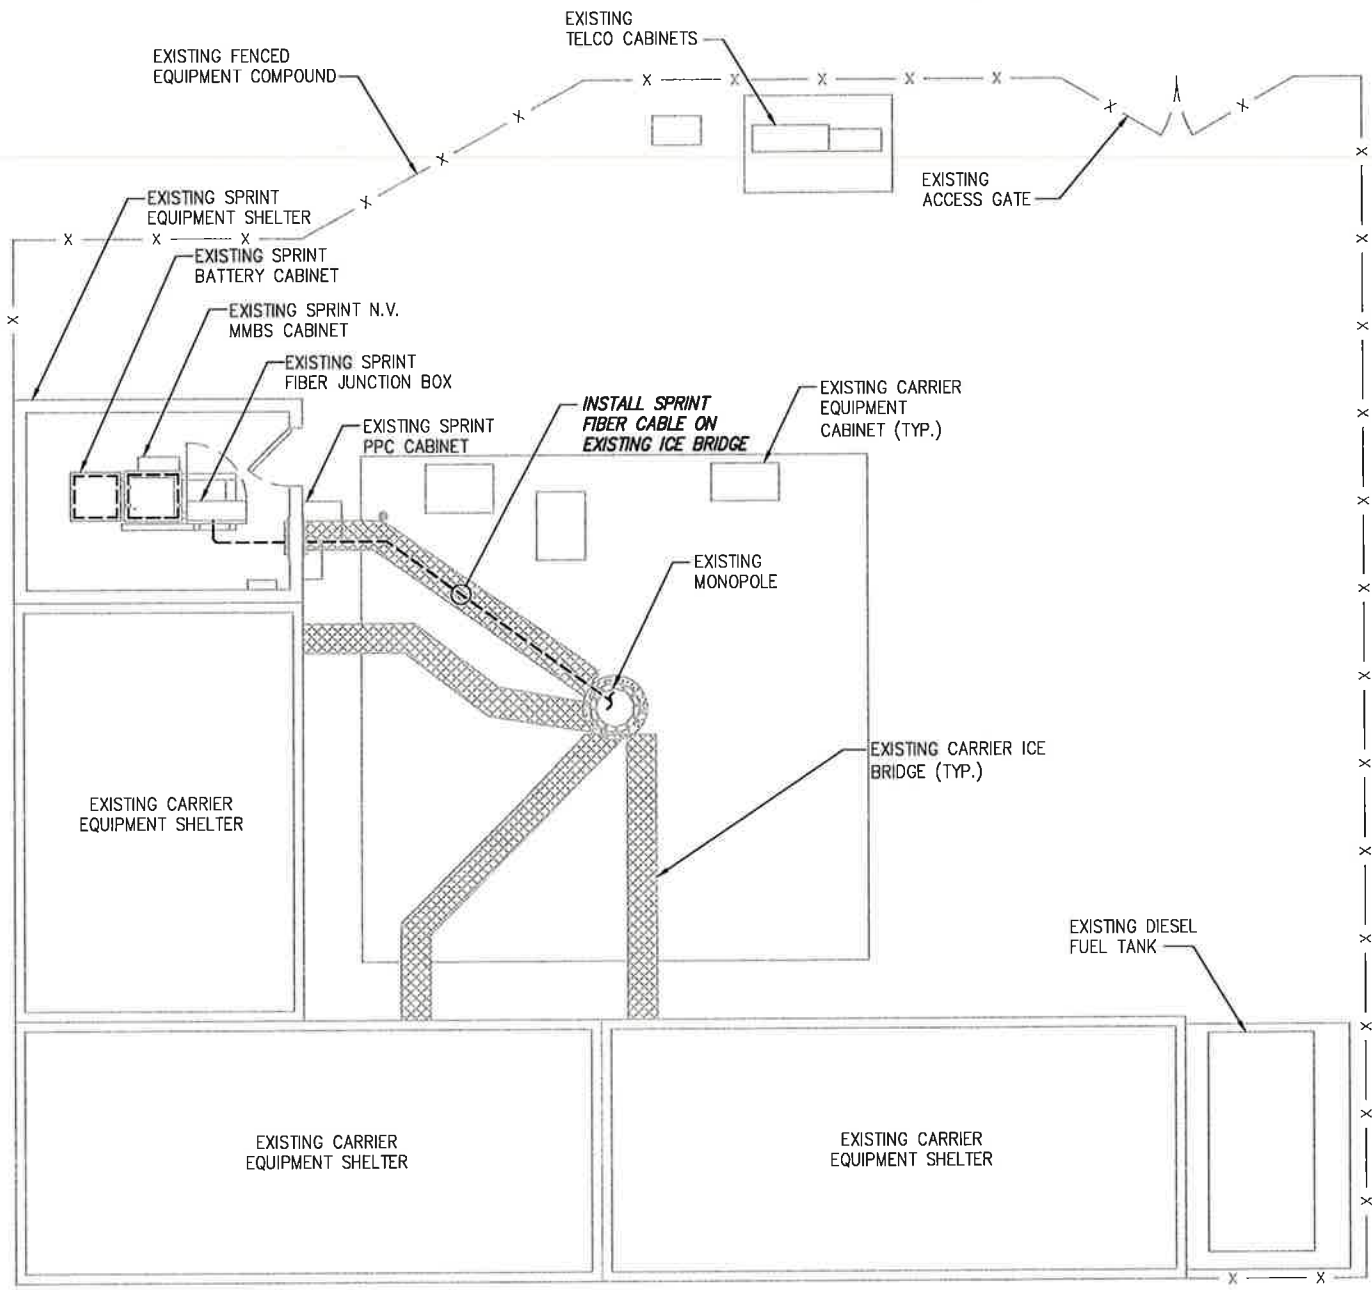 EXISTING
TELCO CABINETS
EXISTING FENCED
EQUIPMENT COMPOUND
EXISTING
ACCESS GATE
EXISTING SPRINT
EQUIPMENT SHELTER
EXISTING SPRINT
BATTERY CABINET
EXISTING SPRINT N.V.
MMBS CABINET
EXISTING SPRINT
FIBER JUNCTION BOX
EXISTING SPRINT
PPC CABINET
INSTALL SPRINT
FIBER CABLE ON
EXISTING ICE BRIDGE
EXISTING CARRIER
EQUIPMENT
CABINET (TYP.)
EXISTING
MONOPOLE
EXISTING CARRIER ICE
BRIDGE (TYP.)
EXISTING CARRIER
EQUIPMENT SHELTER
EXISTING DIESEL
FUEL TANK
EXISTING CARRIER
EQUIPMENT SHELTER
EXISTING CARRIER
EQUIPMENT SHELTER